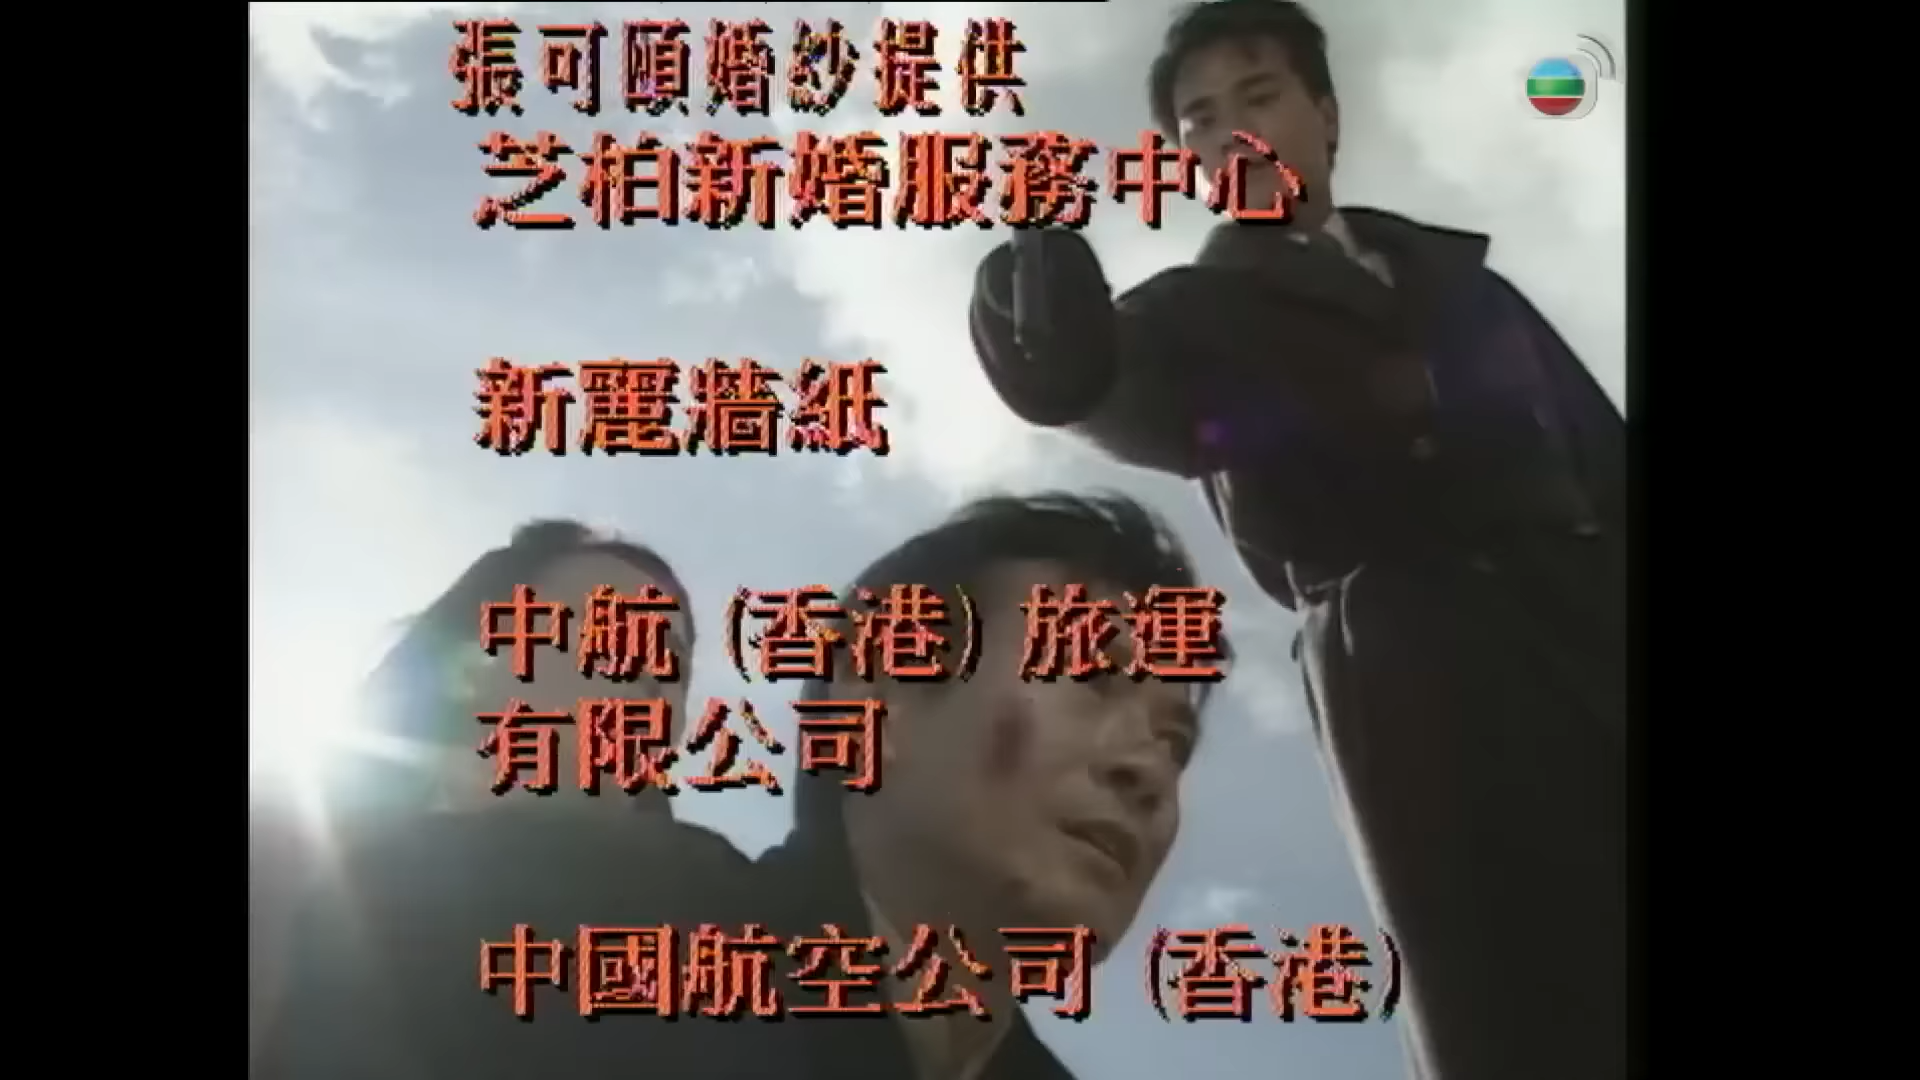 張可頤婚紗提供
芝柏新婚服務中心
新麗牆紙
中航(香港)旅運
有限公司
中國航空公司(香港)